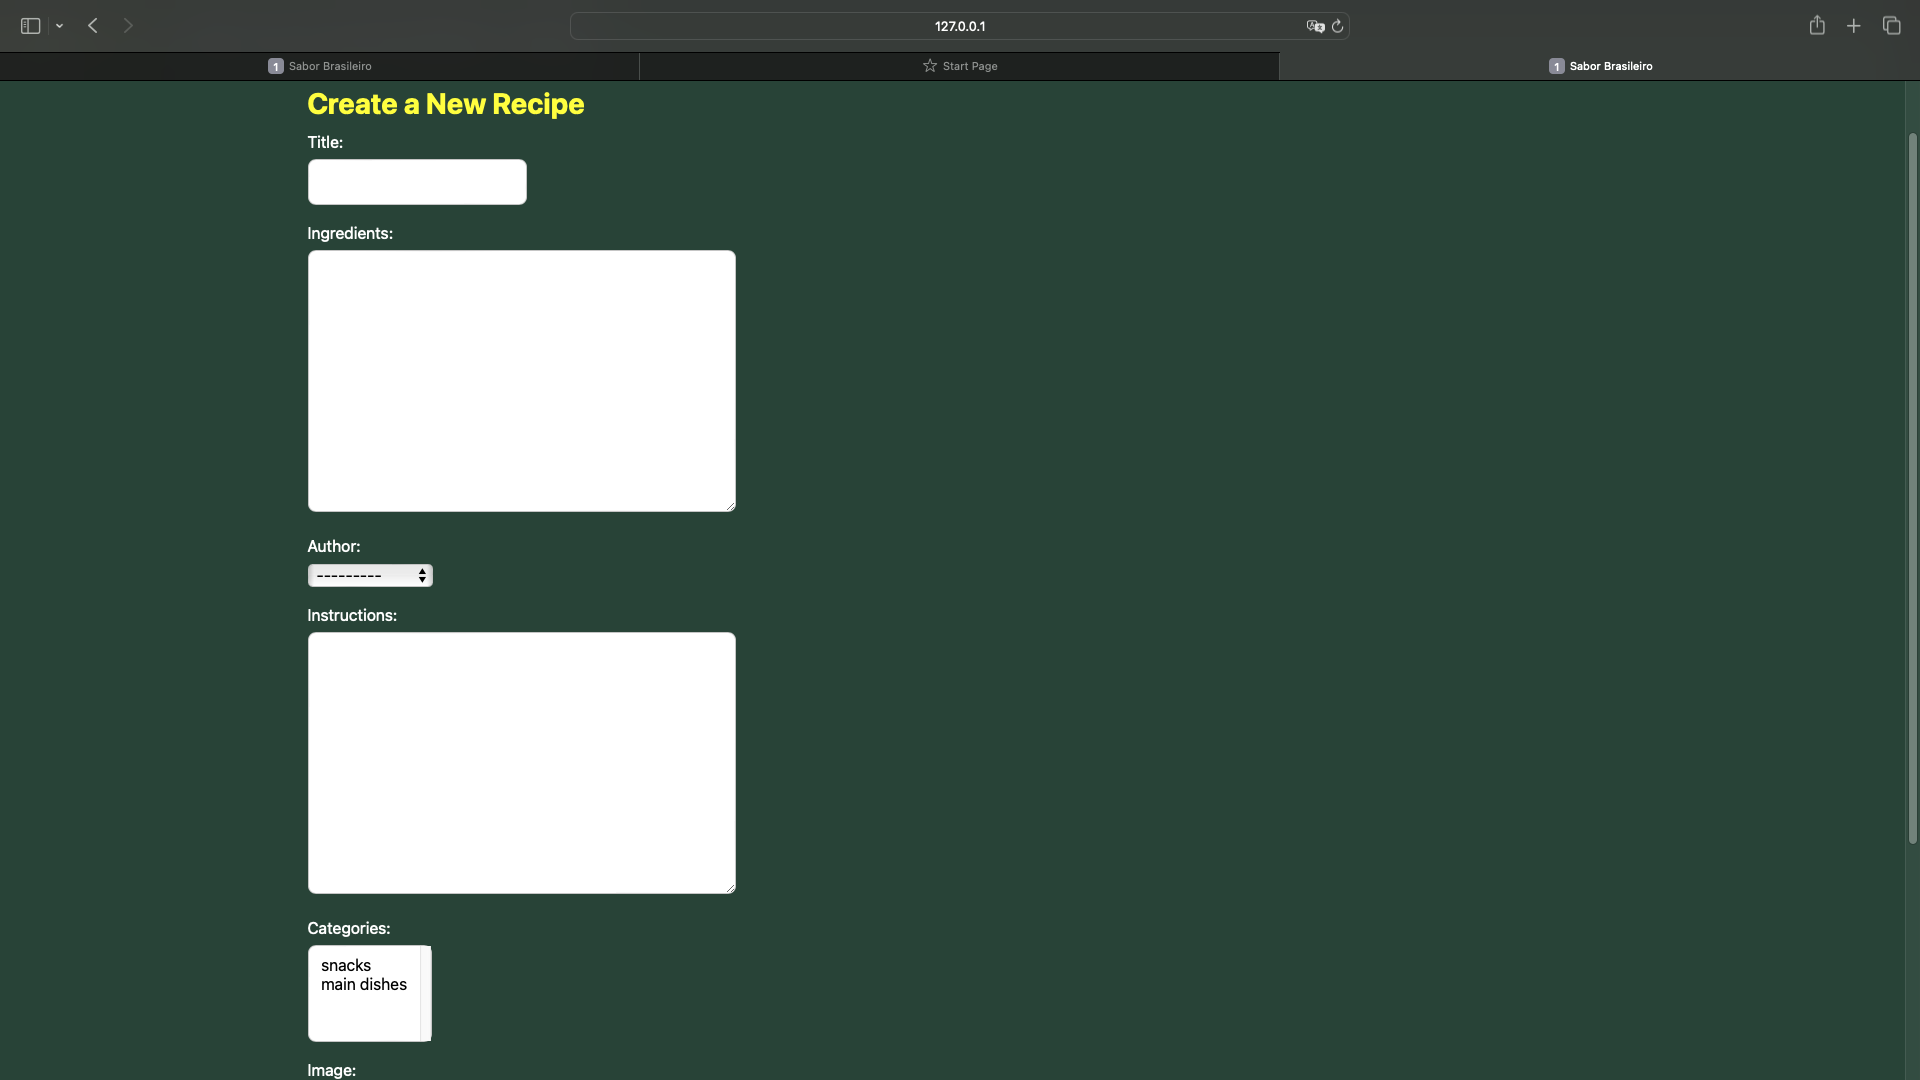 127.0.0.1
1 Sabor Brasileiro
Start Page
1 Sabor Brasileiro
Create a New Recipe
Title:
Ingredients:
Author:
---------
Instructions:
Categories:
snacks
main dishes
Image: